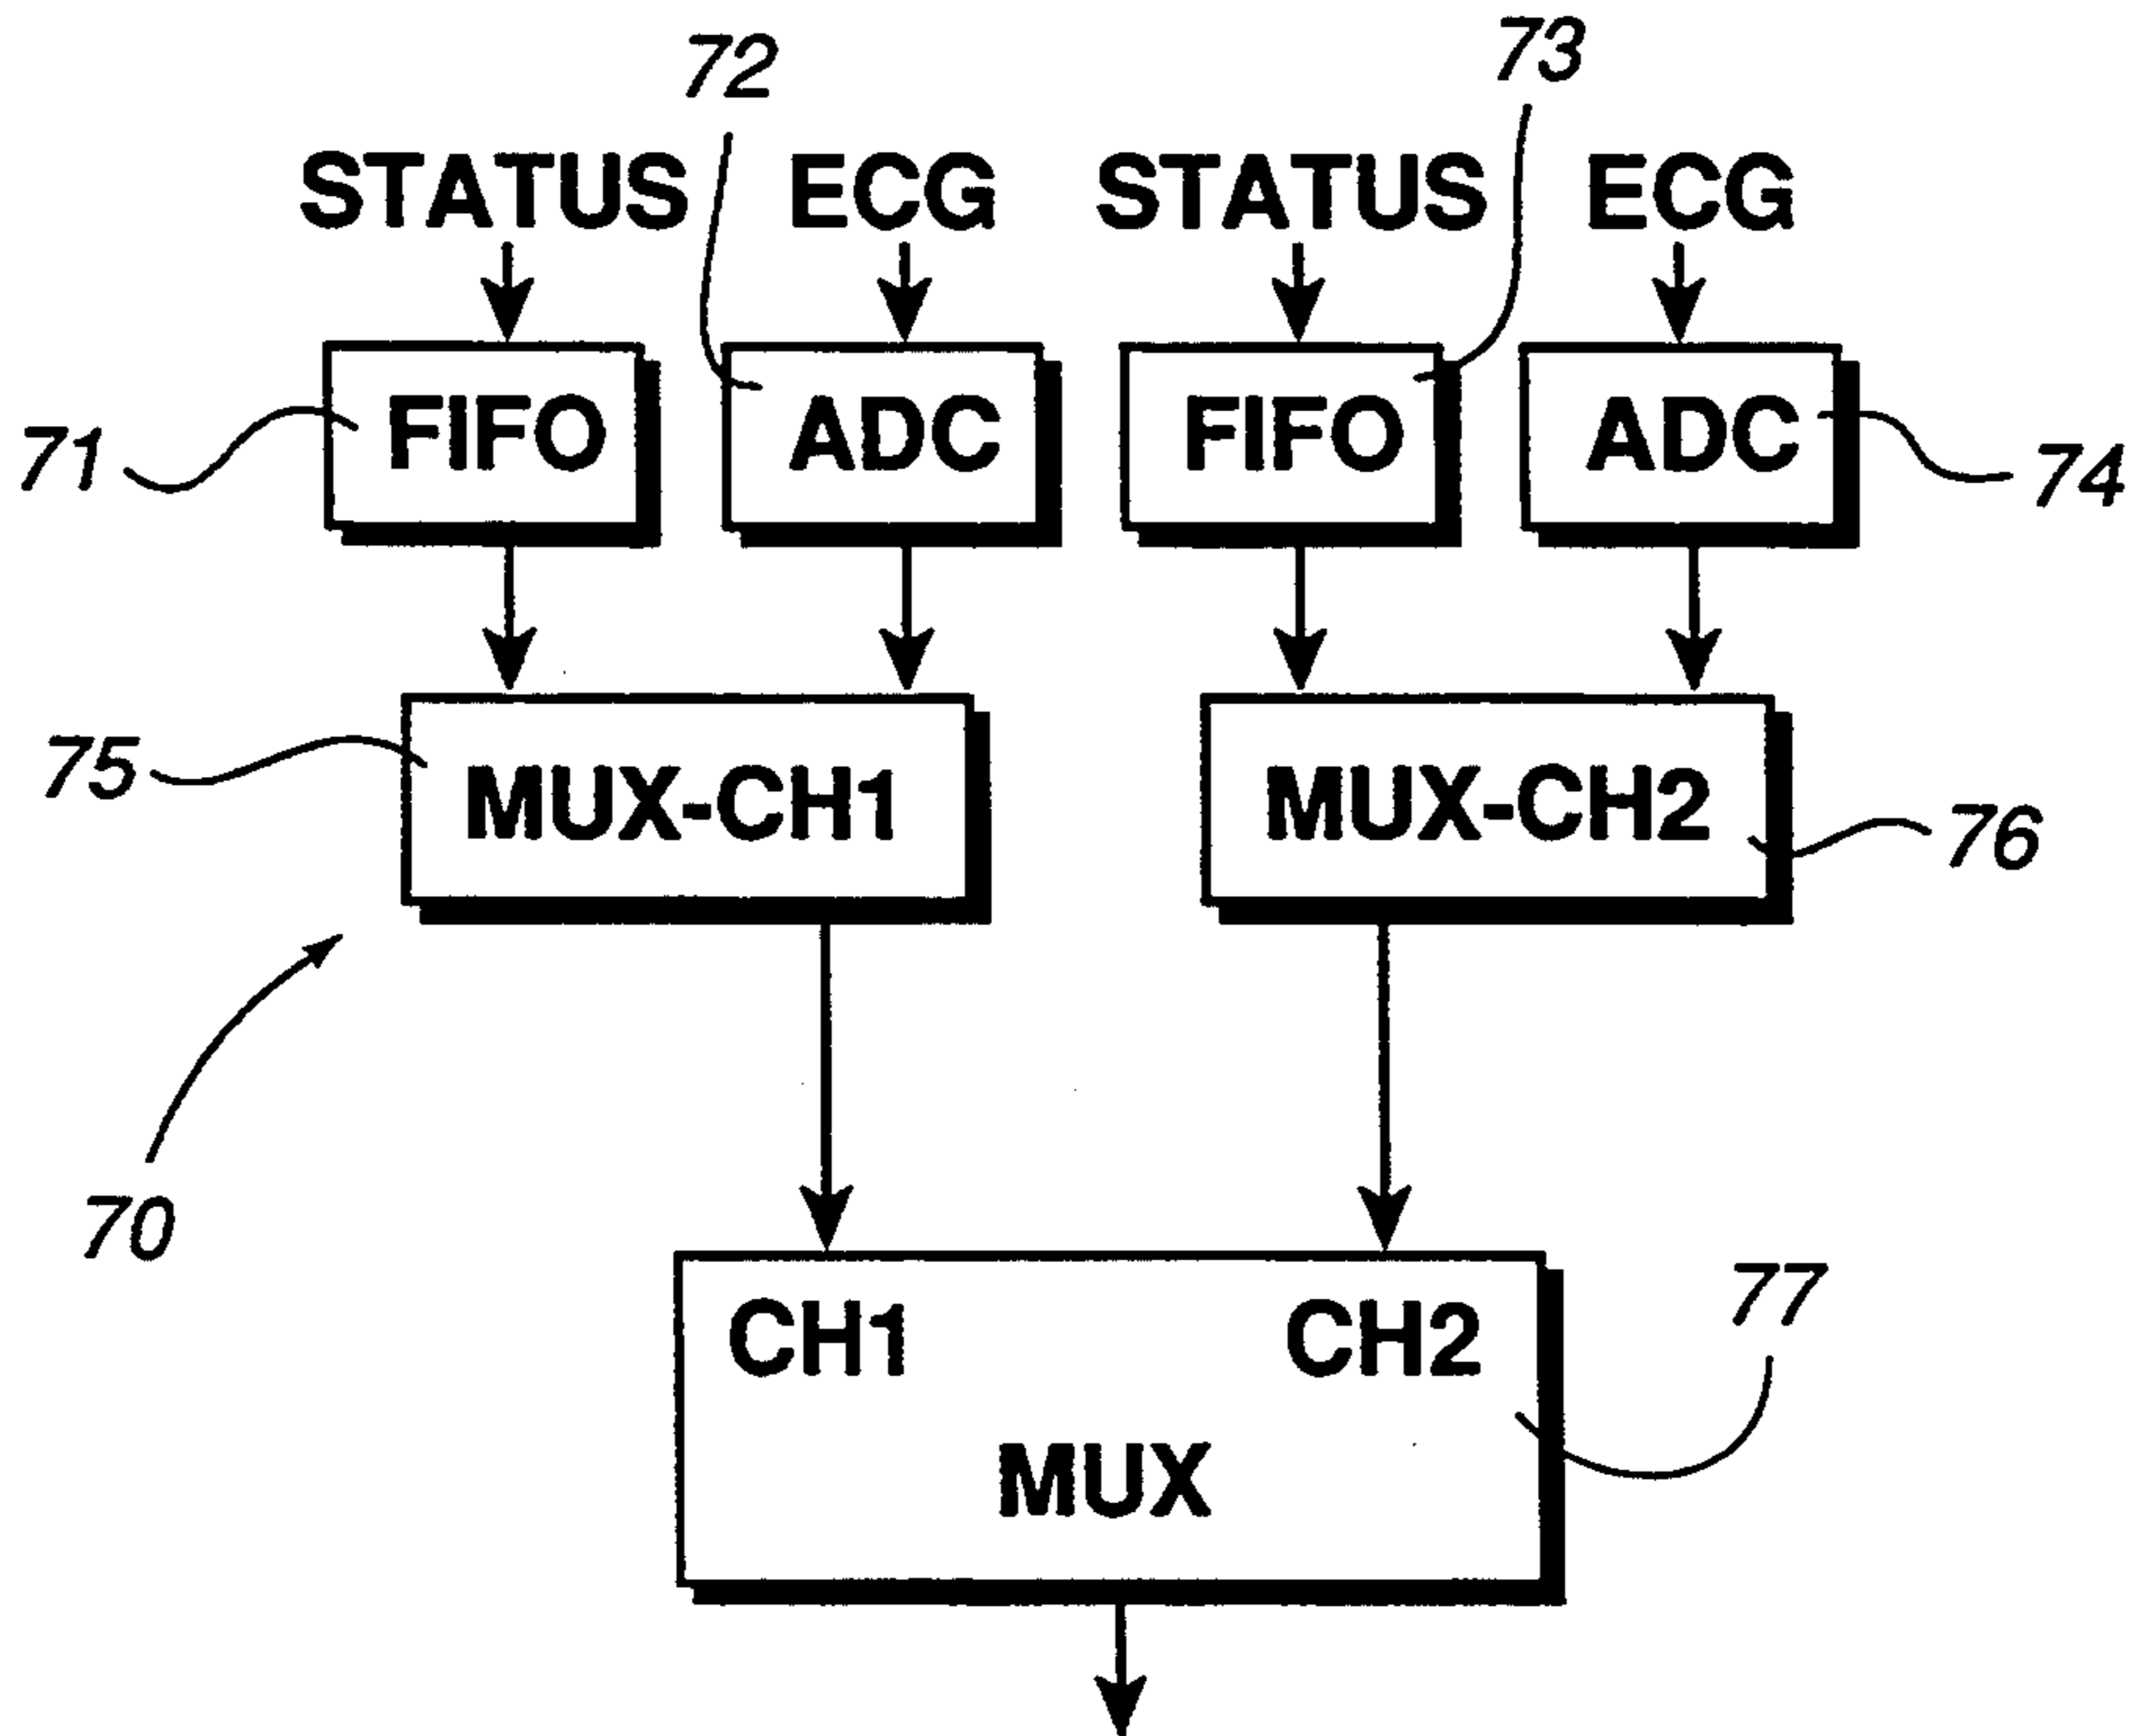 72
73
STATUS ECG STATUS ECG
FIFO ADC FIFO ADC
71
74
MUX-CH1 MUX-CH2
75
76
70
CH1 CH2
77
MUX